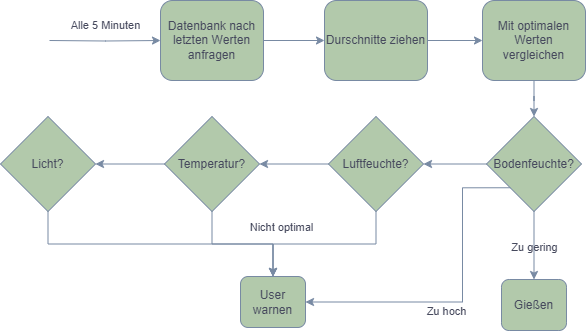 Alle 5 Minuten
Datenbank nach
letzten Werten
anfragen
Durschnitte ziehen
Mit optimalen
Werten
vergleichen
Licht?
Temperatur?
Luftfeuchte?
Bodenfeuchte?
Nicht optimal
Zu gering
User
warnen
Zu hoch
Gießen